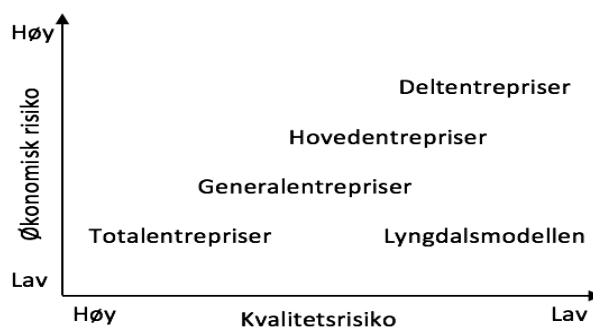 Høy
Deltentrepriser
Hovedentrepriser
Økonomisk risiko
Generalentrepriser
Totalentrepriser
Lyngdalsmodellen
Lav
Høy
Kvalitetsrisiko
Lav